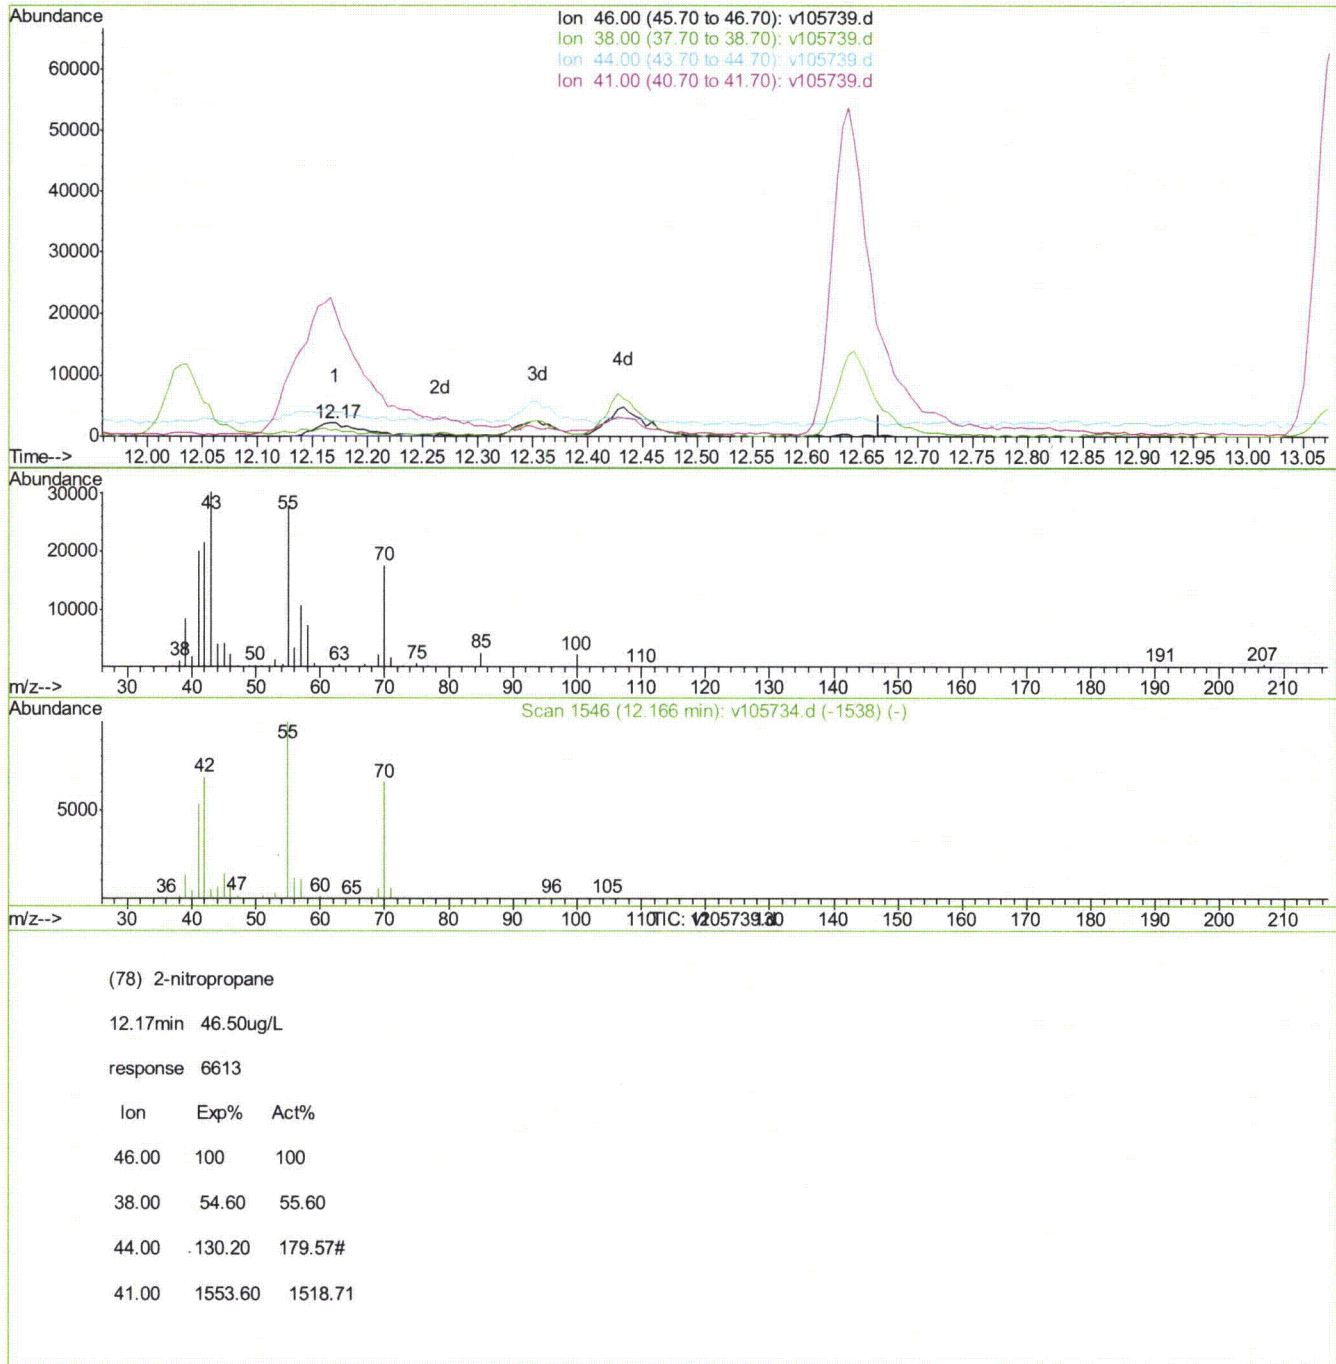 Abundance
Ion 46.00 (45.70 to 46.70): v105739.d
Ion 38.00 (37.70 to 38.70): v105739.d
Ion 44.00 (43.70 to 44.70): v105739.d
Ion 41.00 (40.70 to 41.70): v105739.d
60000
50000
40000
30000
20000
10000
0
1
12.17
2d
3d
4d
Time--> 12.00 12.05 12.10 12.15 12.20 12.25 12.30 12.35 12.40 12.45 12.50 12.55 12.60 12.65 12.70 12.75 12.80 12.85 12.90 12.95 13.00 13.05
Abundance
30000
20000
10000
38 43 50 55 63 70 75 85 100 110 191 207
m/z--> 30 40 50 60 70 80 90 100 110 120 130 140 150 160 170 180 190 200 210
Abundance
Scan 1546 (12.166 min): v105734.d (-1538) (-)
5000
36 42 47 55 60 65 70 96 105
m/z--> 30 40 50 60 70 80 90 100 110 TIC: v105739.d 140 150 160 170 180 190 200 210
(78) 2-nitropropane
12.17min 46.50ug/L
response 6613
Ion Exp% Act%
46.00 100 100
38.00 54.60 55.60
44.00 130.20 179.57#
41.00 1553.60 1518.71